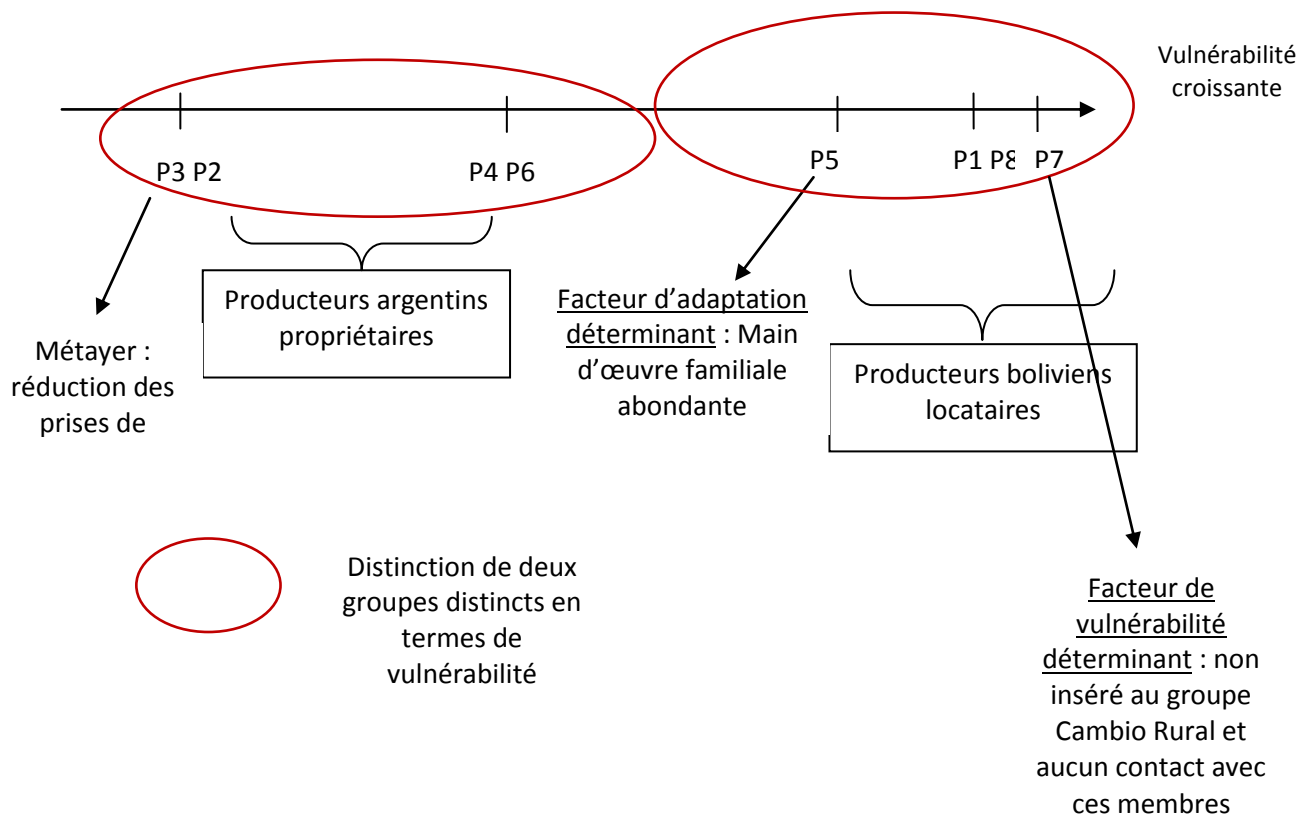 Vulnérabilité
croissante
P3 P2
P4 P6
P5
P1 P8
P7
Métayer :
réduction des
prises de
Producteurs argentins
propriétaires
Facteur d’adaptation
déterminant : Main
d’œuvre familiale
abondante
Producteurs boliviens
locataires
Distinction de deux
groupes distincts en
termes de
vulnérabilité
Facteur de
vulnérabilité
déterminant : non
inséré au groupe
Cambio Rural et
aucun contact avec
ces membres